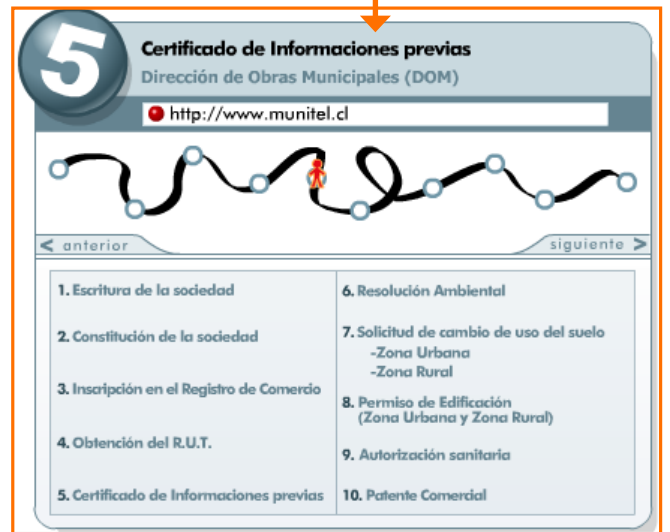 5
Certificado de Informaciones previas
Dirección de Obras Municipales (DOM)
http://www.munitel.cl
< anterior
siguiente >
1. Escritura de la sociedad
2. Constitución de la sociedad
3. Inscripción en el Registro de Comercio
4. Obtención del R.U.T.
5. Certificado de Informaciones previas
6. Resolución Ambiental
7. Solicitud de cambio de uso del suelo
-Zona Urbana
-Zona Rural
8. Permiso de Edificación
(Zona Urbana y Zona Rural)
9. Autorización sanitaria
10. Patente Comercial